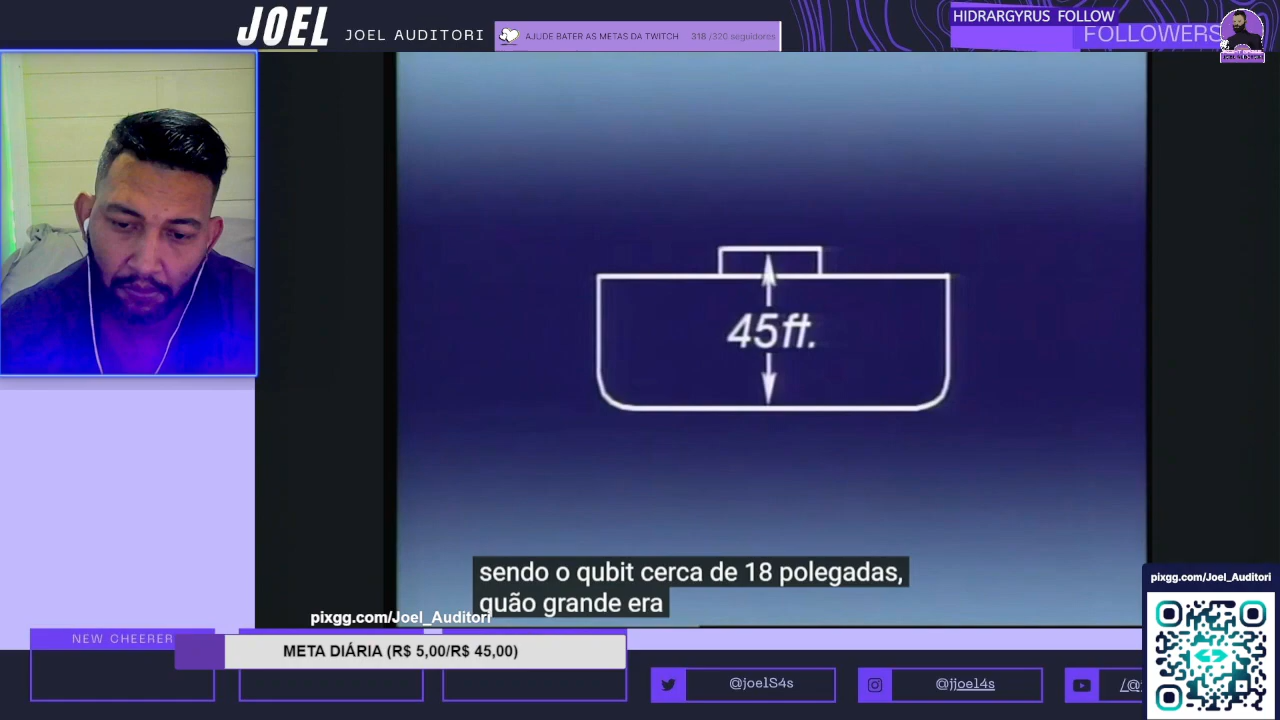 JOEL
JOEL AUDITORI
AJUDE BATER AS METAS DA TWITCH
318 /320 seguidores
HIDRARGYRUS FOLLOW
FOLLOWERS
45ft.
sendo o qubit cerca de 18 polegadas,
quão grande era
pixgg.com/Joel_Auditori
pixgg.com/Joel_Auditori
NEW CHEERER
META DIÁRIA (R$ 5,00/R$ 45,00)
@joelS4s
@jjoel4s
/@